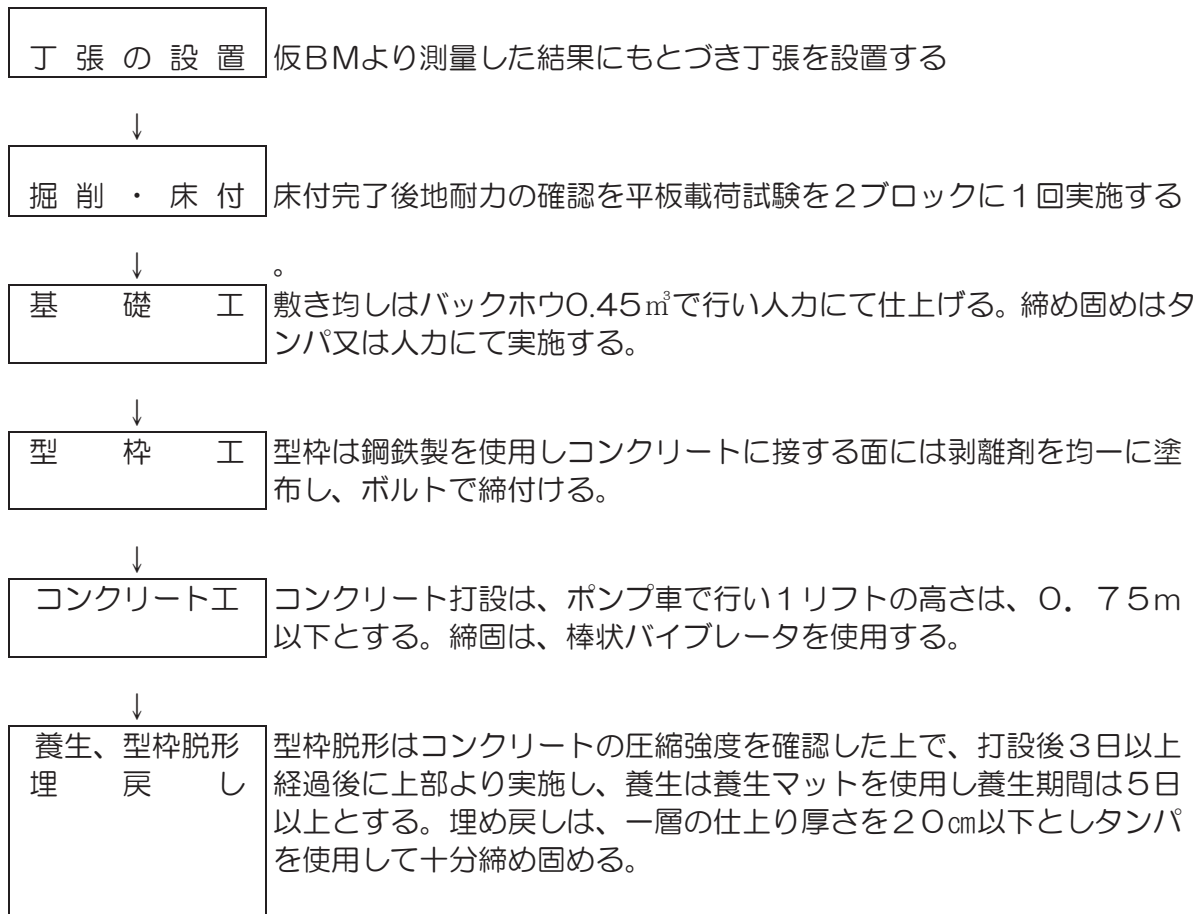 丁張の設置 仮BMより測量した結果にもとづき丁張を設置する
↓
掘削・床付 床付完了後地耐力の確認を平板載荷試験を2ブロックに1回実施する
↓ 。
基礎工 敷き均しはバックホウ0.45㎥で行い人力にて仕上げる。締め固めはタ
ンパ又は人力にて実施する。
↓
型枠工 型枠は鋼鉄製を使用しコンクリートに接する面には剥離剤を均一に塗
布し、ボルトで締付ける。
↓
コンクリート工 コンクリート打設は、ポンプ車で行い1リフトの高さは、0.75m
以下とする。締固は、棒状バイブレータを使用する。
↓
養生、型枠脱形 型枠脱形はコンクリートの圧縮強度を確認した上で、打設後3日以上
埋戻し 経過後に上部より実施し、養生は養生マットを使用し養生期間は5日
以上とする。埋め戻しは、一層の仕上り厚さを20㎝以下としタンパ
を使用して十分締め固める。